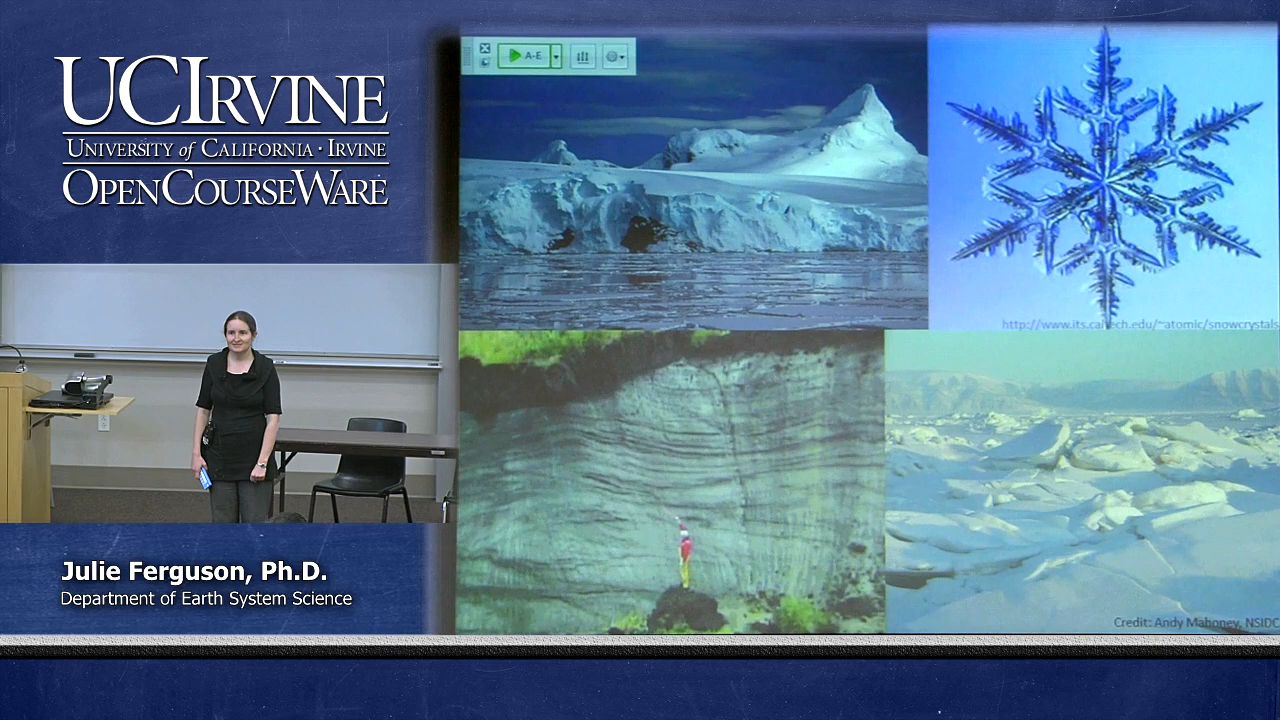 UCIRVINE
UNIVERSITY of CALIFORNIA · IRVINE
OPENCOURSEWARE
A-E
http://www.its.caltech.edu/~atomic/snowcrystals
Credit: Andy Mahoney, NSIDC
Julie Ferguson, Ph.D.
Department of Earth System Science